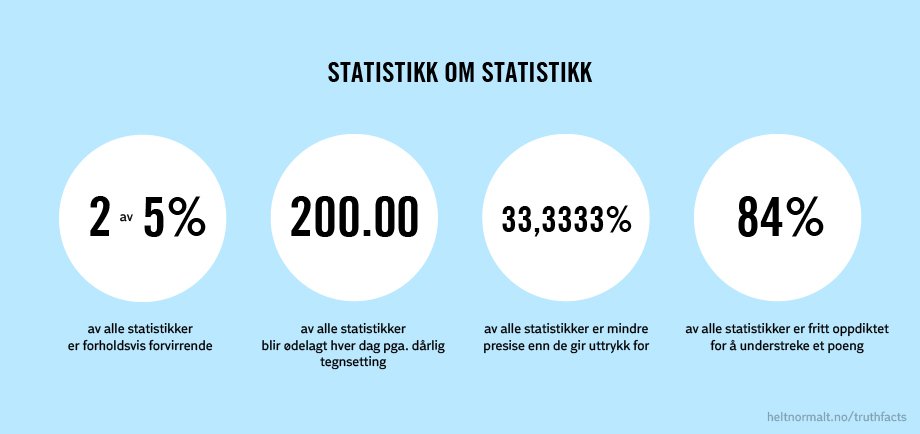 STATISTIKK OM STATISTIKK
2 av 5%
av alle statistikker
er forholdsvis forvirrende
200.00
av alle statistikker
blir ødelagt hver dag pga. dårlig
tegnsetting
33,3333%
av alle statistikker er mindre
presise enn de gir uttrykk for
84%
av alle statistikker er fritt oppdiktet
for å understreke et poeng
heltnormalt.no/truthfacts